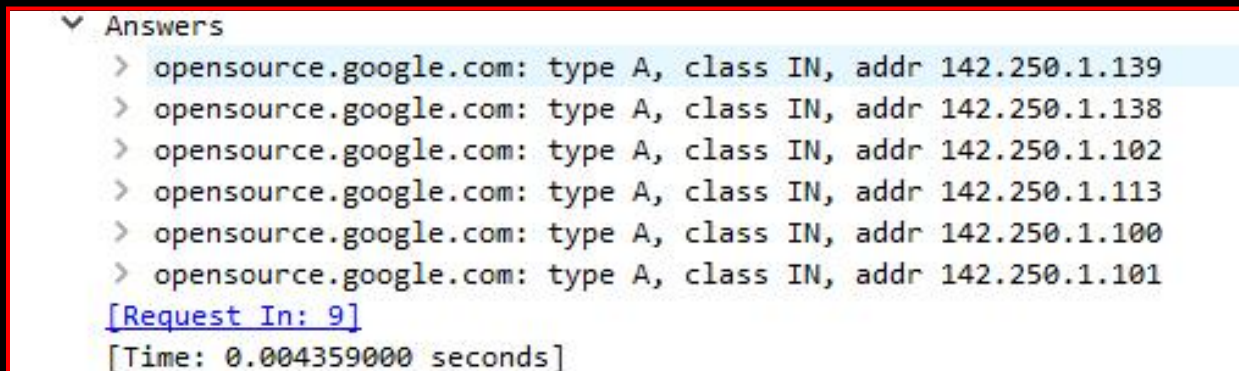 Answers
opensource.google.com: type A, class IN, addr 142.250.1.139
opensource.google.com: type A, class IN, addr 142.250.1.138
opensource.google.com: type A, class IN, addr 142.250.1.102
opensource.google.com: type A, class IN, addr 142.250.1.113
opensource.google.com: type A, class IN, addr 142.250.1.100
opensource.google.com: type A, class IN, addr 142.250.1.101
[Request In: 9]
[Time: 0.004359000 seconds]